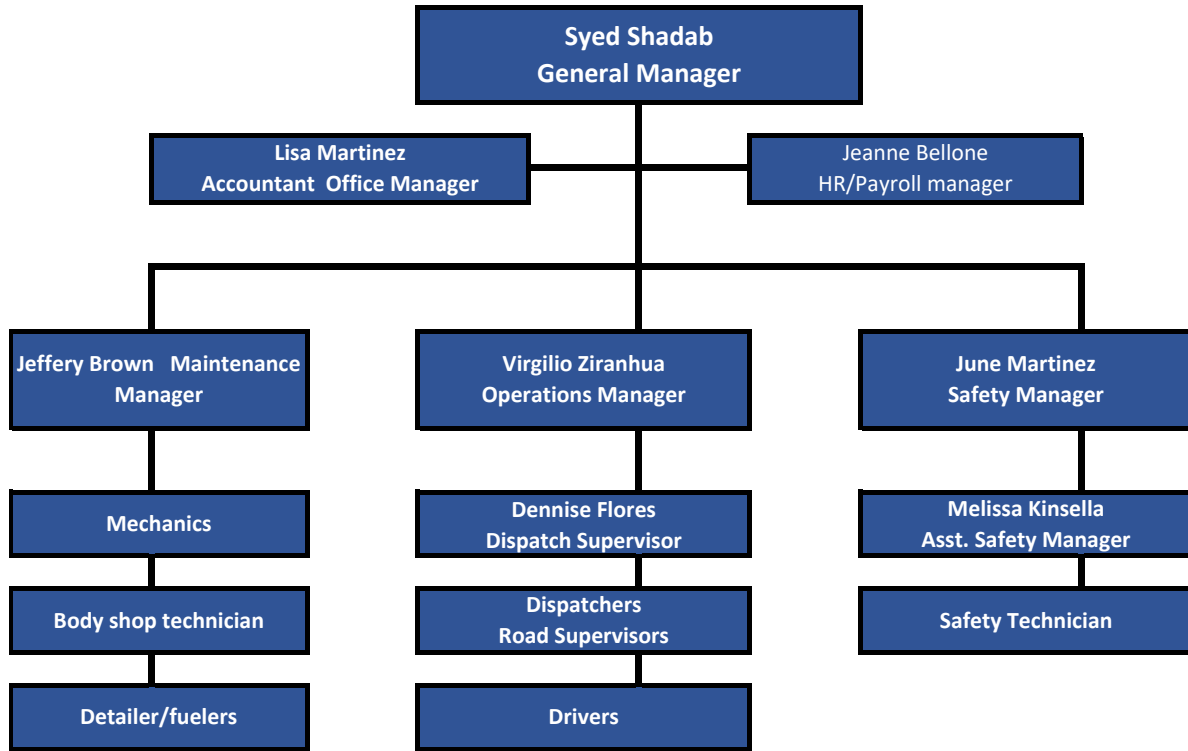 Syed Shadab
General Manager
Lisa Martinez
Accountant Office Manager
Jeanne Bellone
HR/Payroll manager
Jeffery Brown Maintenance
Manager
Virgilio Ziranhua
Operations Manager
June Martinez
Safety Manager
Mechanics
Dennise Flores
Dispatch Supervisor
Melissa Kinsella
Asst. Safety Manager
Body shop technician
Dispatchers
Road Supervisors
Safety Technician
Detailer/fuelers
Drivers